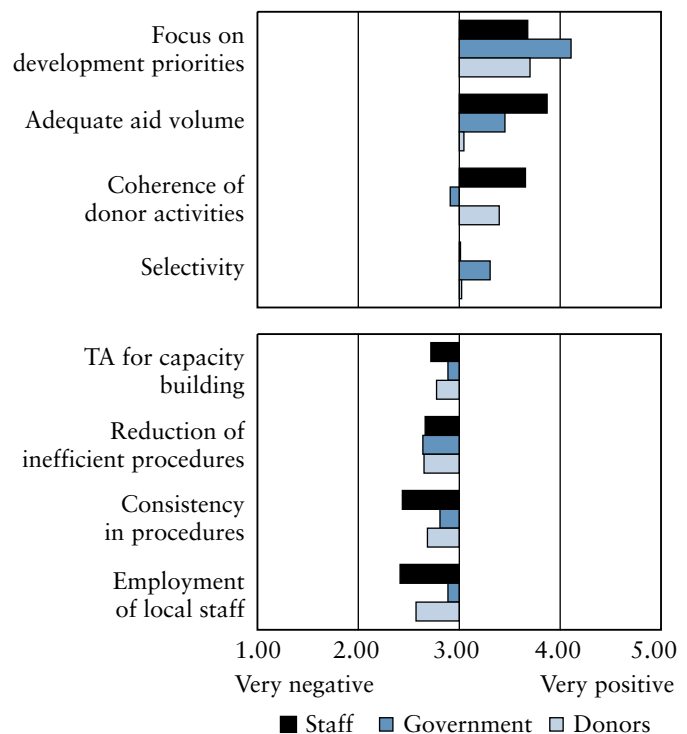 Focus on
development priorities
Adequate aid volume
Coherence of
donor activities
Selectivity
TA for capacity
building
Reduction of
inefficient procedures
Consistency
in procedures
Employment
of local staff
1.00 2.00 3.00 4.00 5.00
Very negative Very positive
Staff Government Donors